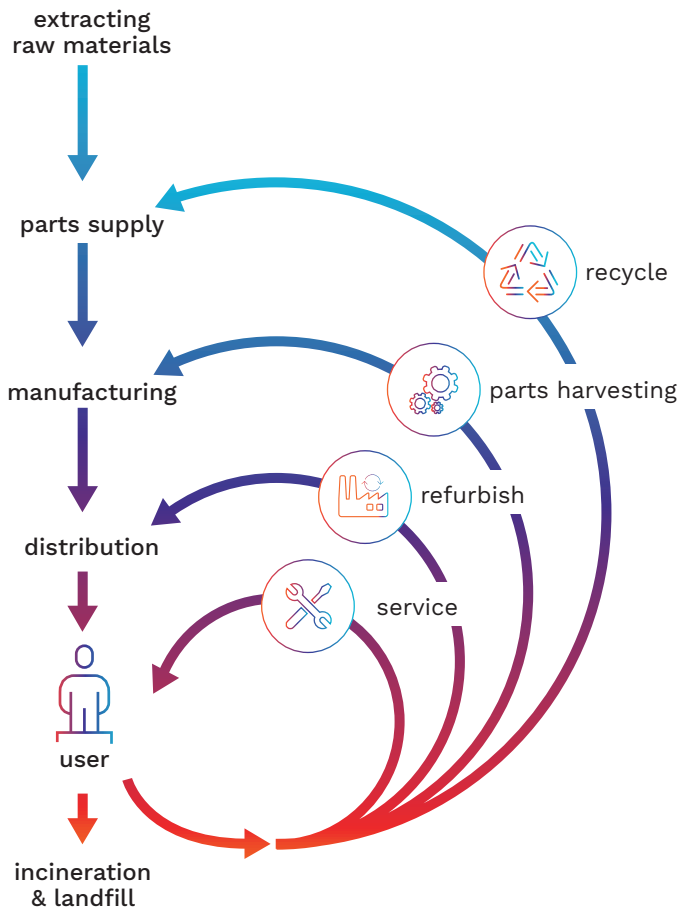 extracting
raw materials
parts supply
recycle
manufacturing
parts harvesting
refurbish
distribution
service
user
incineration
& landfill